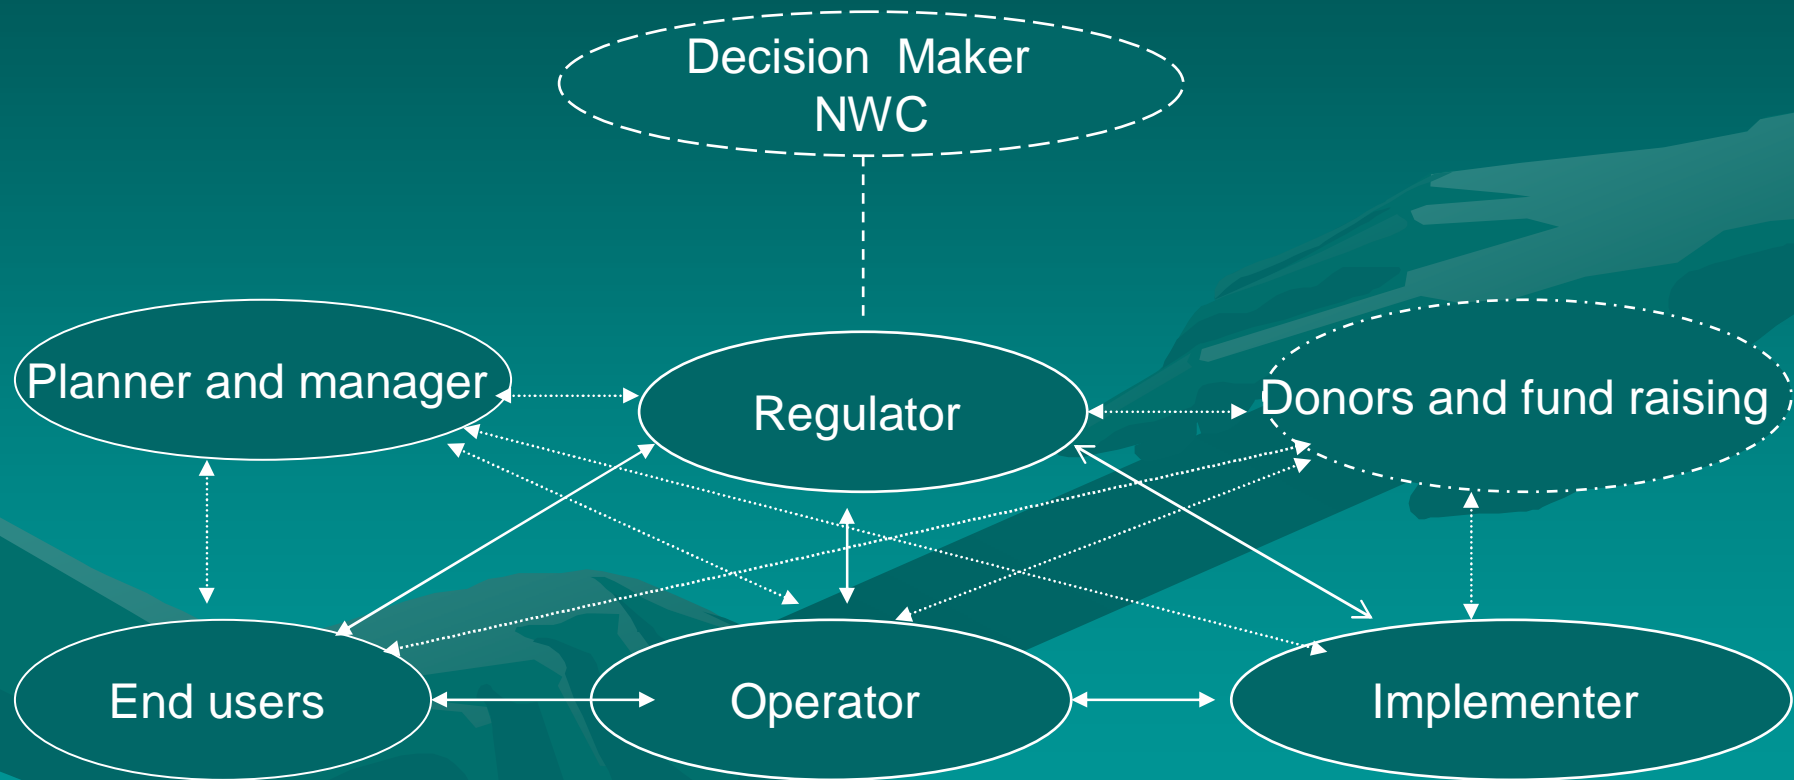 Decision Maker
NWC
Planner and manager
Regulator
Donors and fund raising
End users
Operator
Implementer